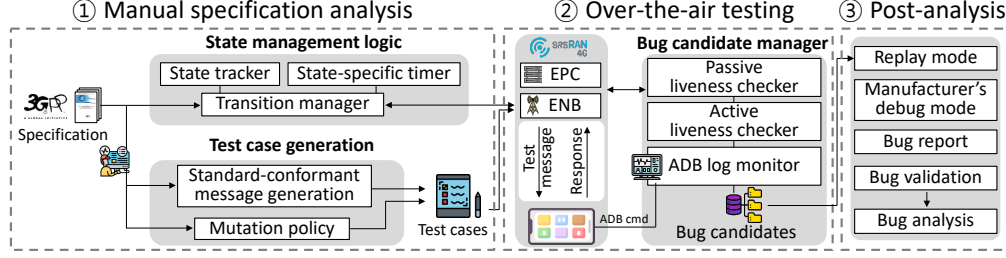 ① Manual specification analysis
② Over-the-air testing
③ Post-analysis
State management logic
State tracker
State-specific timer
Transition manager
3GPP
A GLOBAL INITIATIVE
Specification
Test case generation
Standard-conformant
message generation
Mutation policy
Test cases
srsRAN
4G
EPC
ENB
Test
message
Response
ADB cmd
Bug candidate manager
Passive
liveness checker
Active
liveness checker
ADB log monitor
Bug candidates
Replay mode
Manufacturer's
debug mode
Bug report
Bug validation
Bug analysis